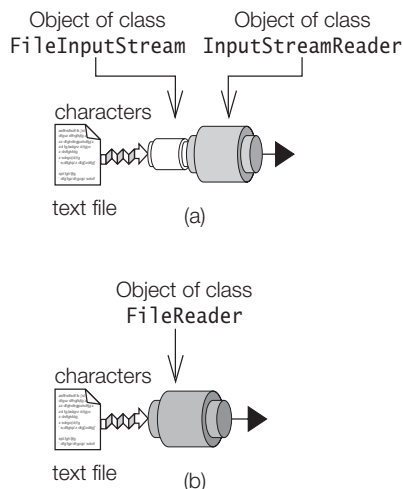 Object of class Object of class
FileInputStream InputStreamReader
characters
text file
(a)
Object of class
FileReader
characters
text file
(b)